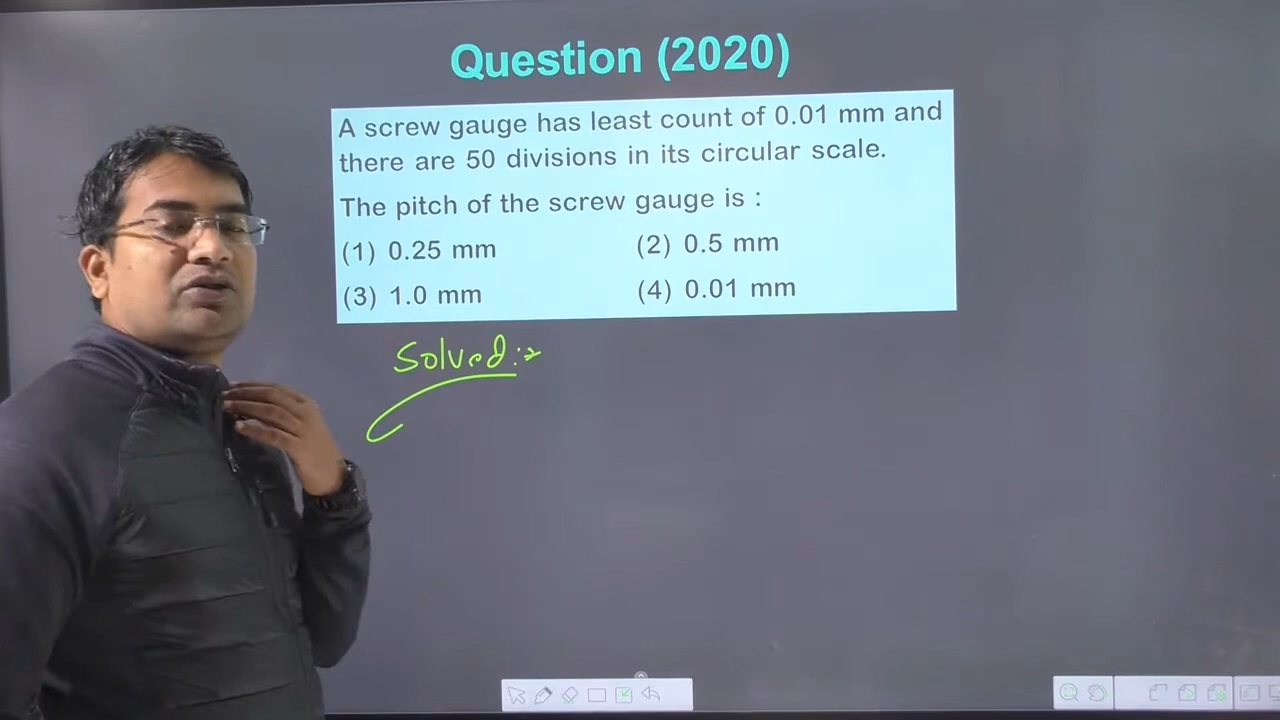 Question (2020)
A screw gauge has least count of 0.01 mm and
there are 50 divisions in its circular scale.
The pitch of the screw gauge is :
(1) 0.25 mm (2) 0.5 mm
(3) 1.0 mm (4) 0.01 mm
Solved :→